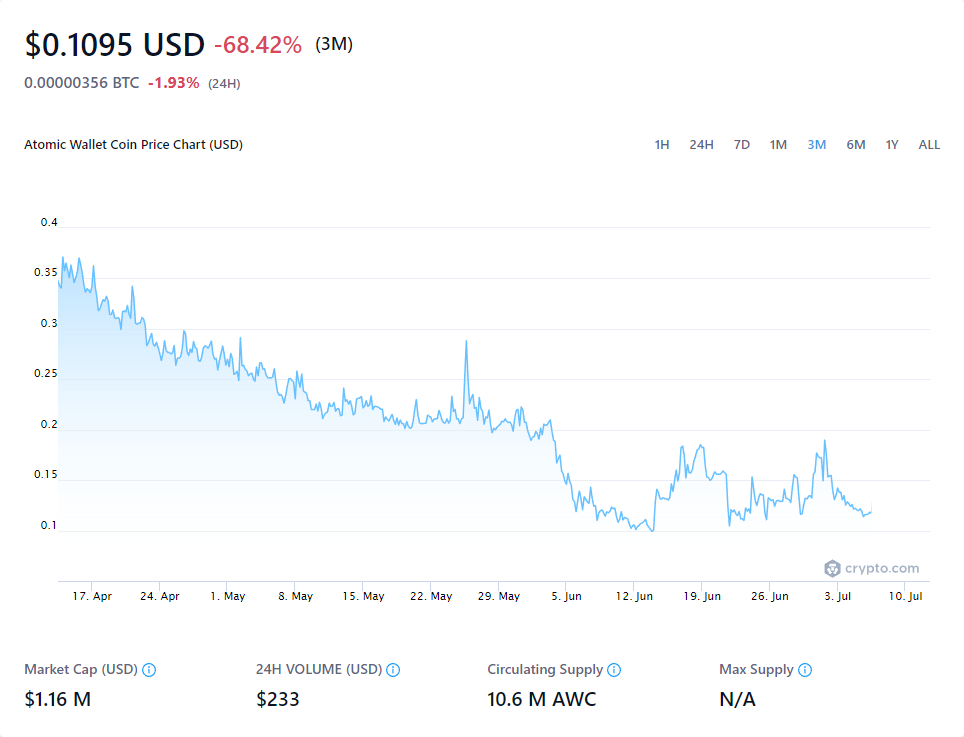 $0.1095 USD -68.42% (3M)
0.00000356 BTC -1.93% (24H)
Atomic Wallet Coin Price Chart (USD) 1H 24H 7D 1M 3M 6M 1Y ALL
0.4
0.35
0.3
0.25
0.2
0.15
0.1
crypto.com
17. Apr 24. Apr 1. May 8. May 15. May 22. May 29. May 5. Jun 12. Jun 19. Jun 26. Jun 3. Jul 10. Jul
Market Cap (USD) 24H VOLUME (USD) Circulating Supply Max Supply
$1.16 M $233 10.6 M AWC N/A